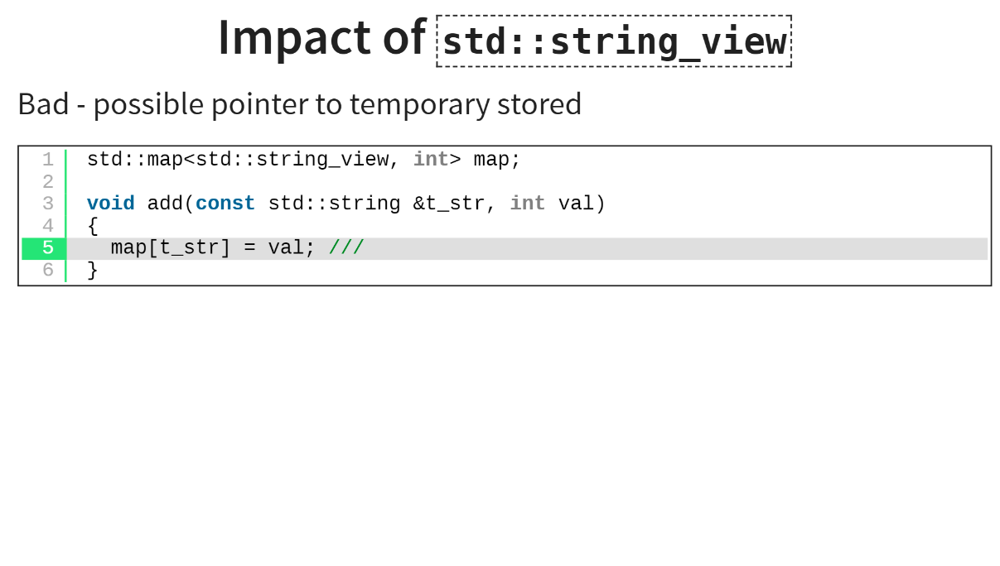 Impact of std::string_view
Bad - possible pointer to temporary stored
1 std::map<std::string_view, int> map;
2
3 void add(const std::string &t_str, int val)
4 {
5   map[t_str] = val; ///
6 }